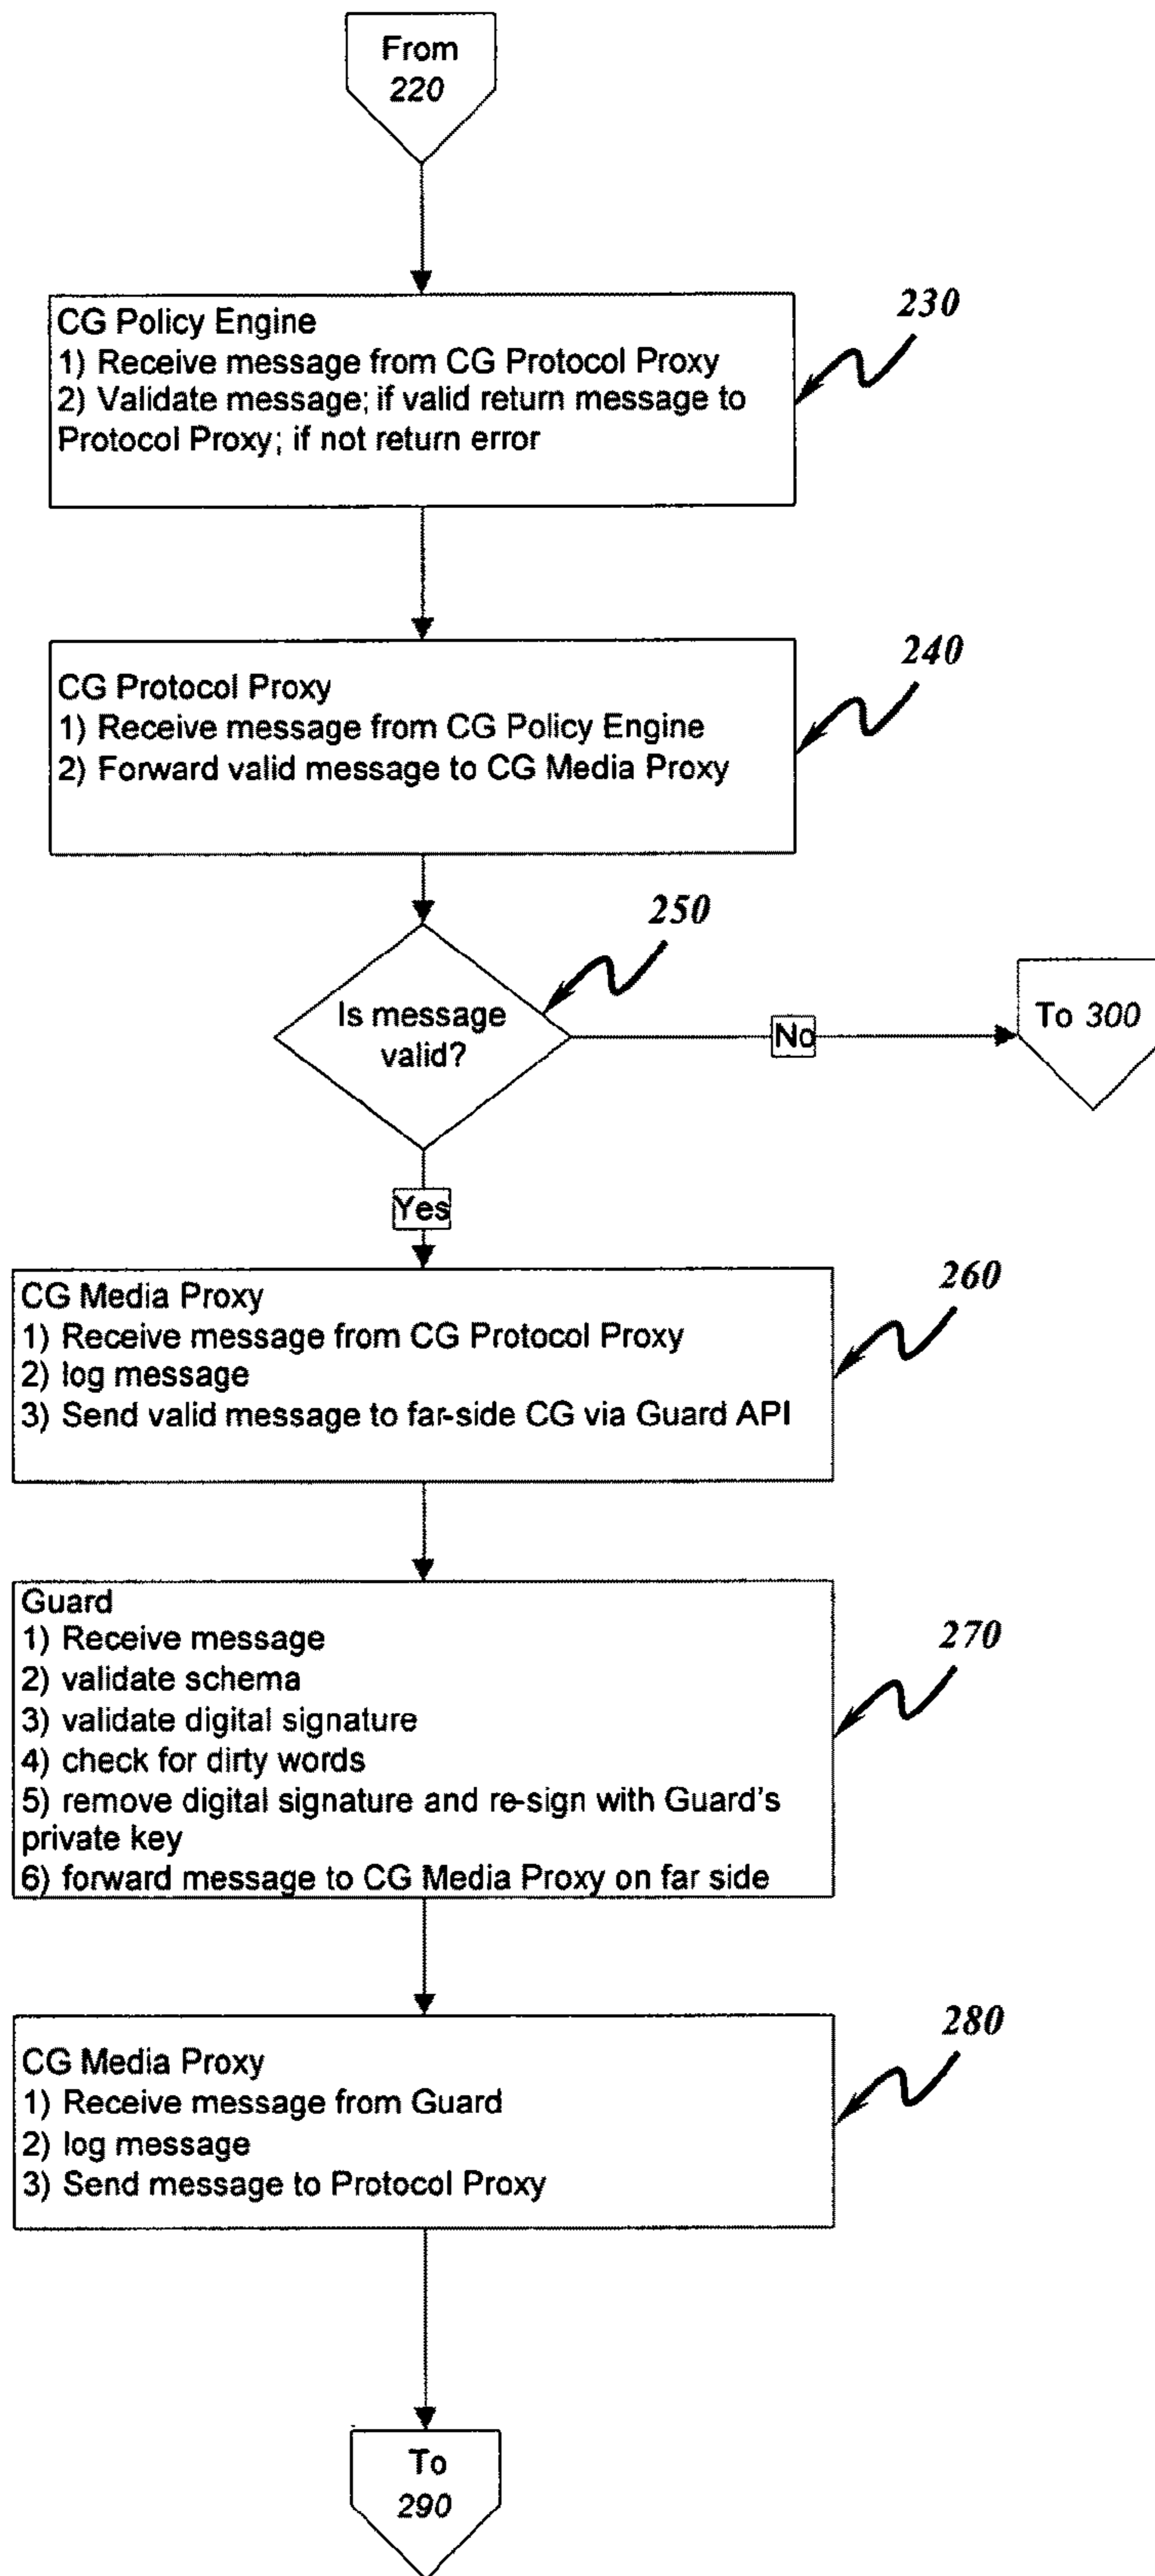 From
220
CG Policy Engine
1) Receive message from CG Protocol Proxy
2) Validate message; if valid return message to
Protocol Proxy; if not return error
230
CG Protocol Proxy
1) Receive message from CG Policy Engine
2) Forward valid message to CG Media Proxy
240
250
Is message
valid?
No
To 300
Yes
CG Media Proxy
1) Receive message from CG Protocol Proxy
2) log message
3) Send valid message to far-side CG via Guard API
260
Guard
1) Receive message
2) validate schema
3) validate digital signature
4) check for dirty words
5) remove digital signature and re-sign with Guard's
private key
6) forward message to CG Media Proxy on far side
270
CG Media Proxy
1) Receive message from Guard
2) log message
3) Send message to Protocol Proxy
280
To
290